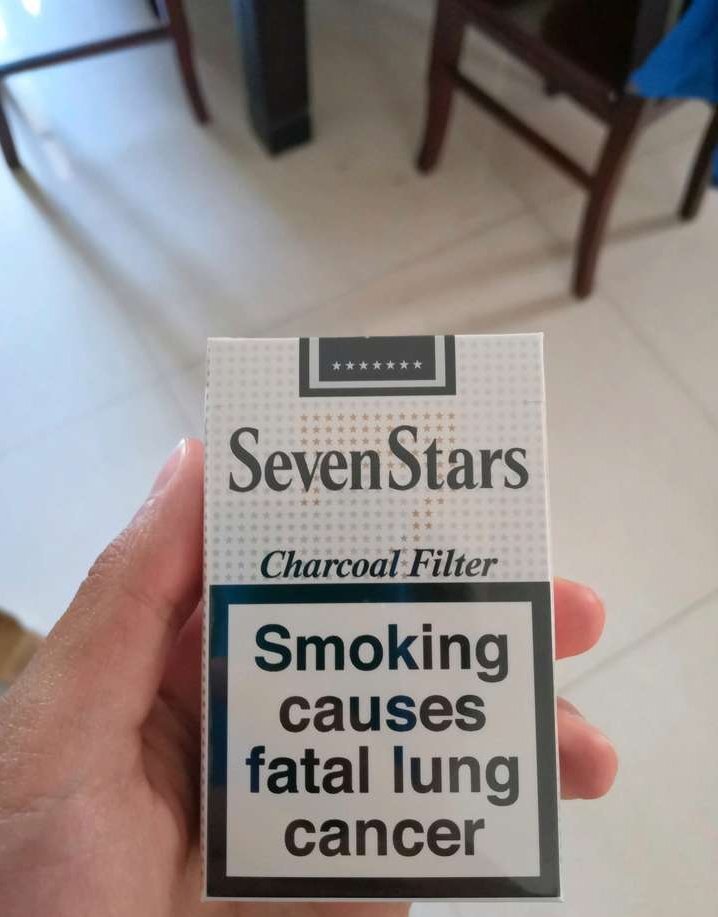 SevenStars
Charcoal Filter
Smoking
causes
fatal lung
cancer